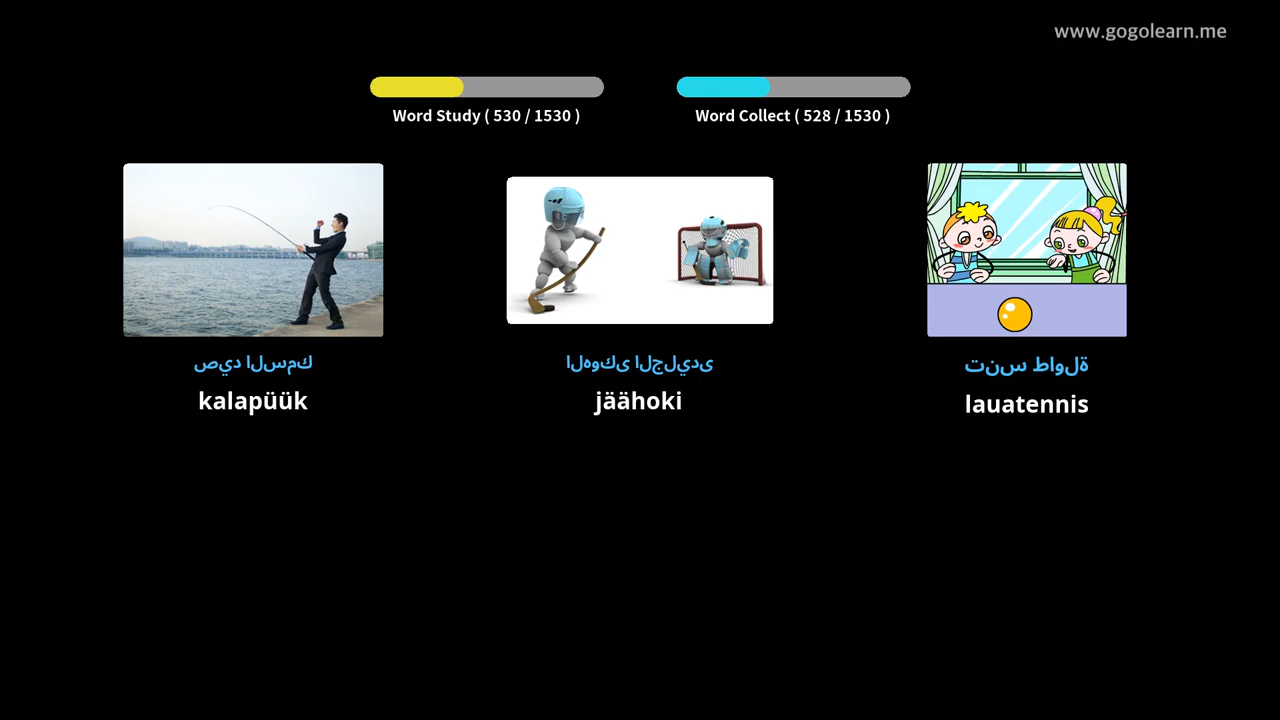 www.gogolearn.me
Word Study ( 530 / 1530 )
Word Collect ( 528 / 1530 )
صيد السمك
الهوكى الجليدى
تنس طاولة
kalapüük
jäähoki
lauatennis